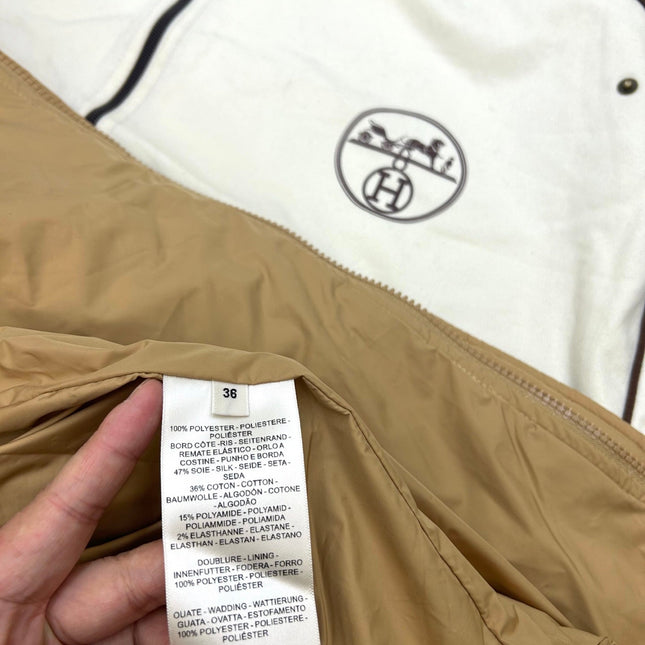 H
36
100% POLYESTER - POLIESTERE -
POLIÉSTER
BORD CÔTE - RIS - SEITENRAND -
REMATE ELÁSTICO - ORLO A
COSTINE - PUNHO E BORDA
47% SOIE - SILK - SEIDE - SETA -
SEDA
36% COTON - COTTON -
BAUMWOLLE - ALGODÓN - COTONE
- ALGODÃO
15% POLYAMIDE - POLYAMID -
POLIAMMIDE - POLIAMIDA
2% ELASTHANNE - ELASTANE -
ELASTHAN - ELASTAN - ELASTANO
DOUBLURE - LINING -
INNENFUTTER - FODERA - FORRO
100% POLYESTER - POLIESTERE -
POLIÉSTER
OUATE - WADDING - WATTIERUNG -
GUATA - OVATTA - ESTOFAMENTO
100% POLYESTER - POLIESTERE -
POLIÉSTER